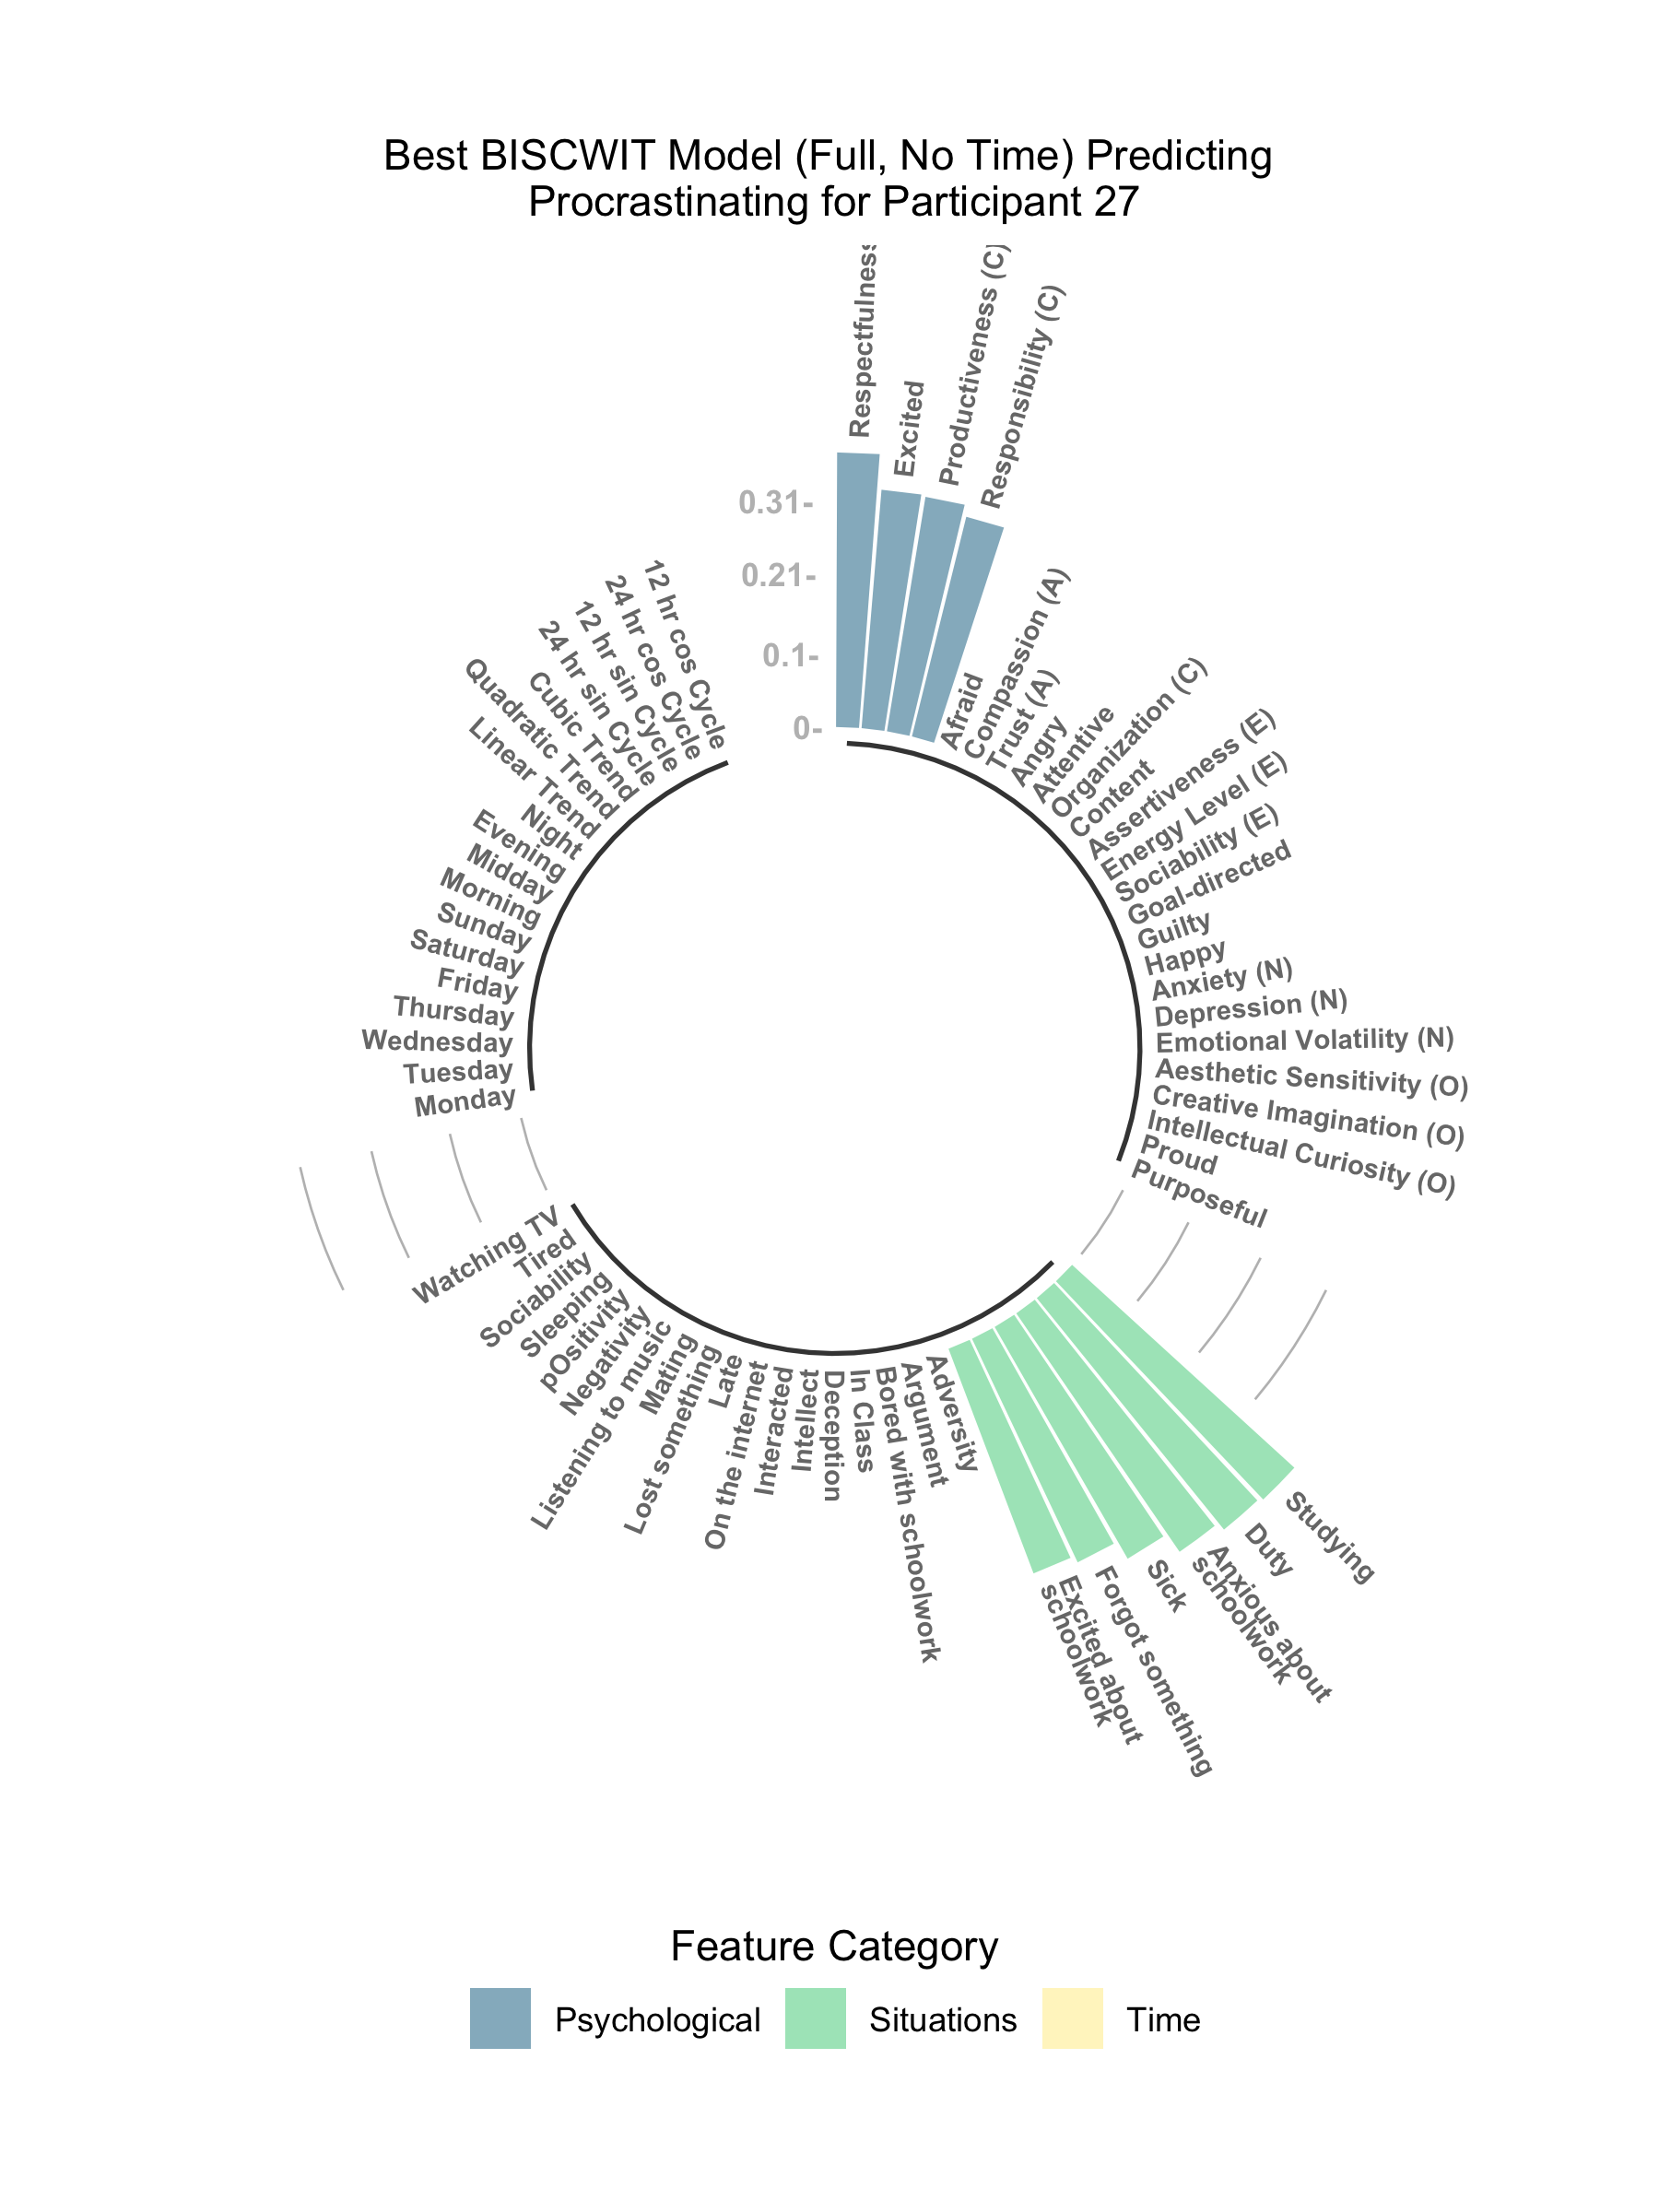 Best BISCWIT Model (Full, No Time) Predicting
Procrastinating for Participant 27
0.31-
0.21-
0.1-
0-
Respectfulness
Excited
Productiveness (C)
Responsibility (C)
Afraid
Compassion (A)
Trust (A)
Angry
Attentive
Organization (C)
Content
Assertiveness (E)
Energy Level (E)
Sociability (E)
Goal-directed
Guilty
Happy
Anxiety (N)
Depression (N)
Emotional Volatility (N)
Aesthetic Sensitivity (O)
Creative Imagination (O)
Intellectual Curiosity (O)
Proud
Purposeful
Studying
Duty
Anxious about
schoolwork
Sick
Forgot something
Excited about
schoolwork
Adversity
Argument
Bored with schoolwork
In Class
Deception
Intellect
Interacted
On the internet
Late
Lost something
Mating
Listening to music
Negativity
pOsitivity
Sleeping
Sociability
Tired
Watching TV
Monday
Tuesday
Wednesday
Thursday
Friday
Saturday
Sunday
Morning
Midday
Evening
Night
Linear Trend
Quadratic Trend
Cubic Trend
24 hr sin Cycle
12 hr sin Cycle
24 hr cos Cycle
12 hr cos Cycle
Feature Category
Psychological
Situations
Time